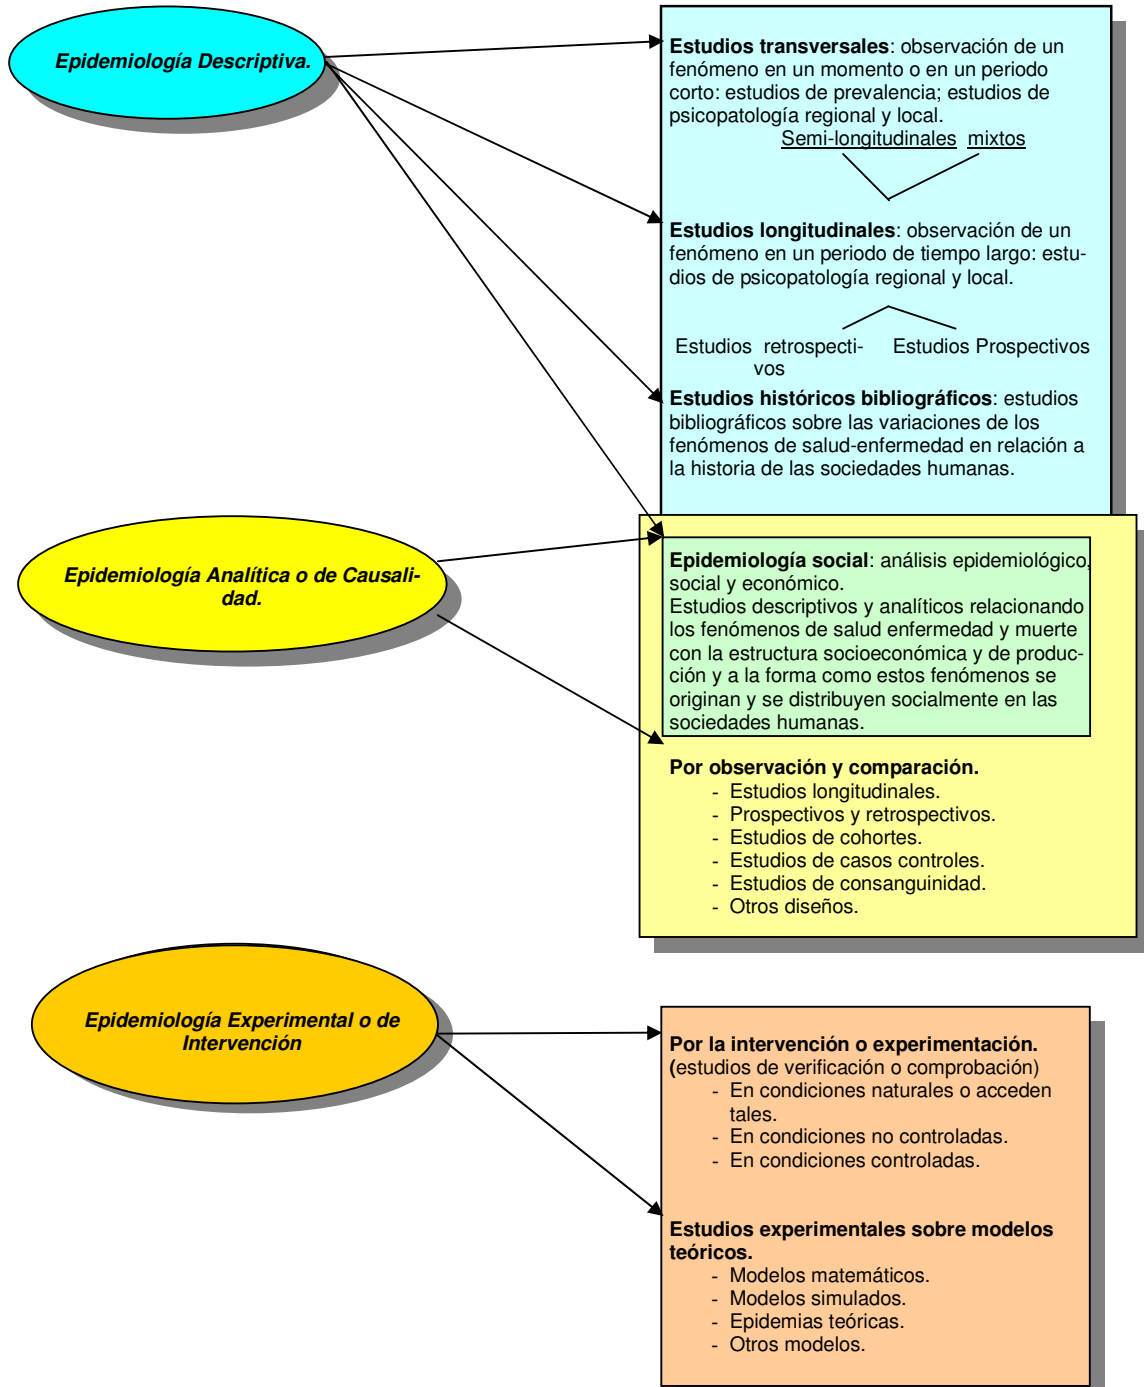 Epidemiología Descriptiva.
Estudios transversales: observación de un
fenómeno en un momento o en un periodo
corto: estudios de prevalencia; estudios de
psicopatología regional y local.
Semi-longitudinales mixtos
Estudios longitudinales: observación de un
fenómeno en un periodo de tiempo largo: estu-
dios de psicopatología regional y local.
Estudios retrospecti-
vos
Estudios Prospectivos
Estudios históricos bibliográficos: estudios
bibliográficos sobre las variaciones de los
fenómenos de salud-enfermedad en relación a
la historia de las sociedades humanas.
Epidemiología Analítica o de Causali-
dad.
Epidemiología social: análisis epidemiológico,
social y económico.
Estudios descriptivos y analíticos relacionando
los fenómenos de salud enfermedad y muerte
con la estructura socioeconómica y de produc-
ción y a la forma como estos fenómenos se
originan y se distribuyen socialmente en las
sociedades humanas.
Por observación y comparación.
- Estudios longitudinales.
- Prospectivos y retrospectivos.
- Estudios de cohortes.
- Estudios de casos controles.
- Estudios de consanguinidad.
- Otros diseños.
Epidemiología Experimental o de
Intervención
Por la intervención o experimentación.
(estudios de verificación o comprobación)
- En condiciones naturales o acceden
tales.
- En condiciones no controladas.
- En condiciones controladas.
Estudios experimentales sobre modelos
teóricos.
- Modelos matemáticos.
- Modelos simulados.
- Epidemias teóricas.
- Otros modelos.